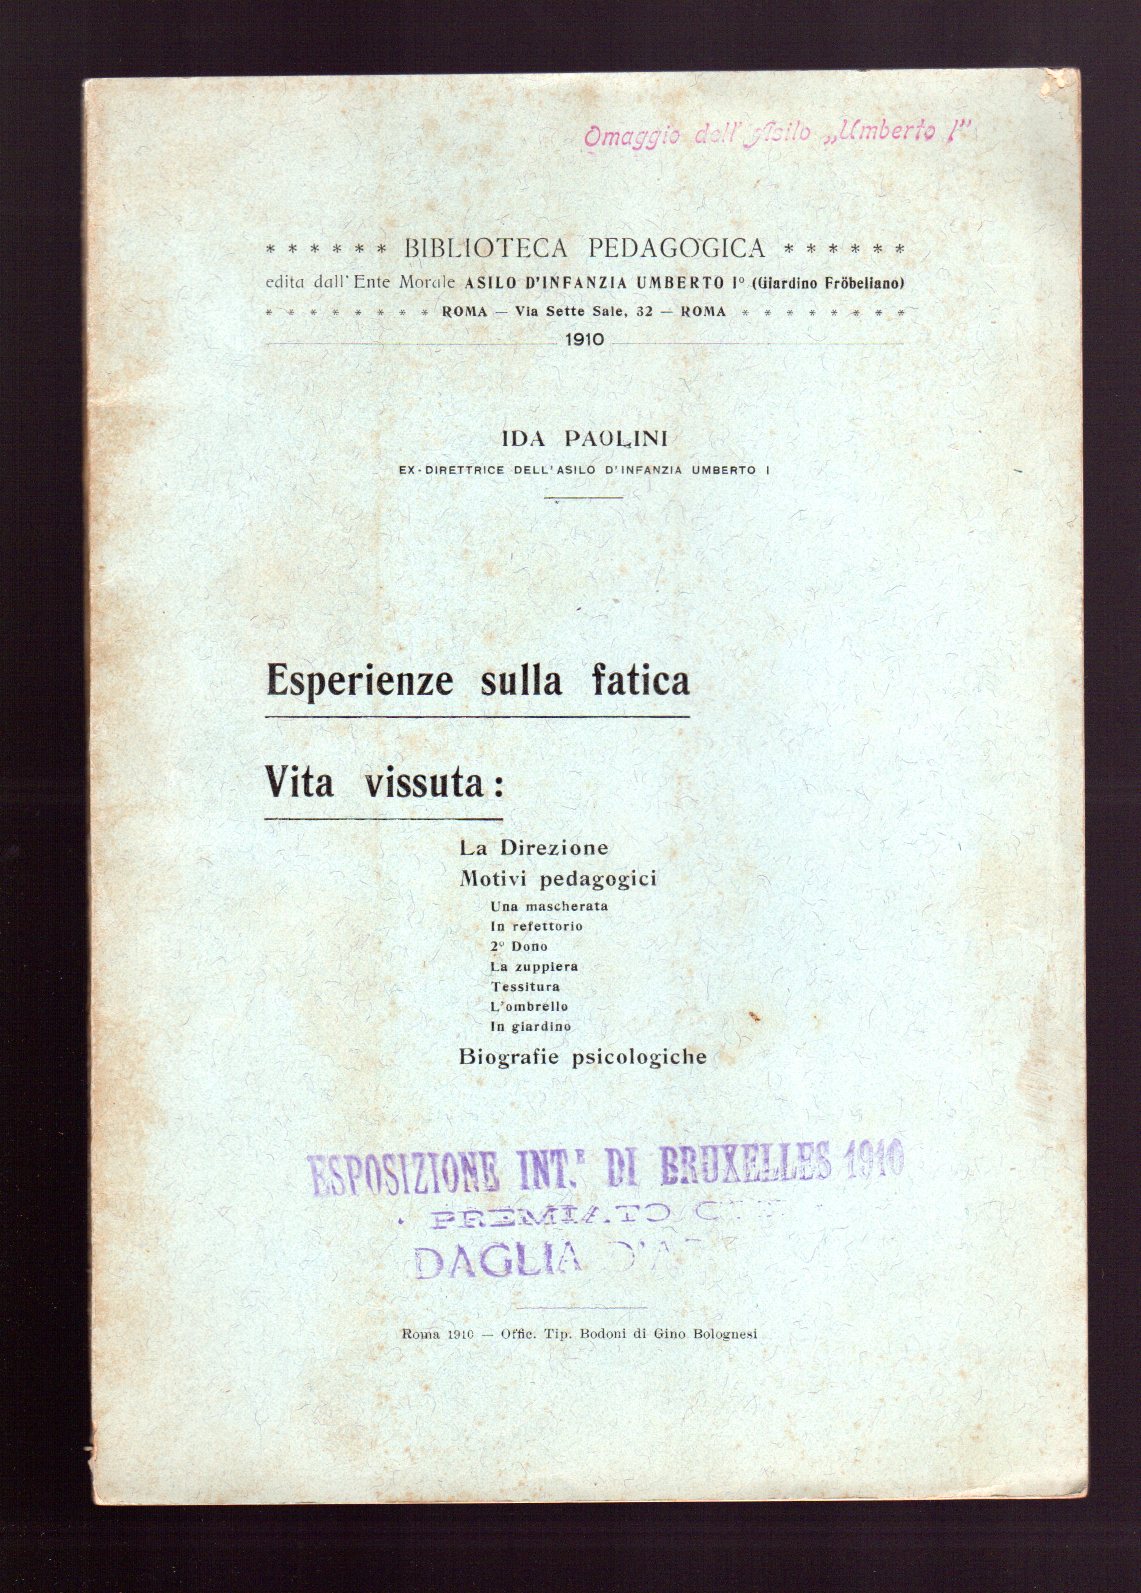 Omaggio dell' Asilo „Umberto I"
* * * * * * BIBLIOTECA PEDAGOGICA * * * * * *
edita dall' Ente Morale ASILO D'INFANZIA UMBERTO I° (Giardino Fröbeliano)
* * * * * * * * ROMA — Via Sette Sale, 32 — ROMA * * * * * * * *
1910
IDA PAOLINI
EX-DIRETTRICE DELL'ASILO D'INFANZIA UMBERTO I
Esperienze sulla fatica
Vita vissuta:
La Direzione
Motivi pedagogici
Una mascherata
In refettorio
2° Dono
La zuppiera
Tessitura
L'ombrello
In giardino
Biografie psicologiche
ESPOSIZIONE INT.E DI BRUXELLES 1910
PREMIATO
DAGLIA
Roma 1910 — Offic. Tip. Bodoni di Gino Bolognesi